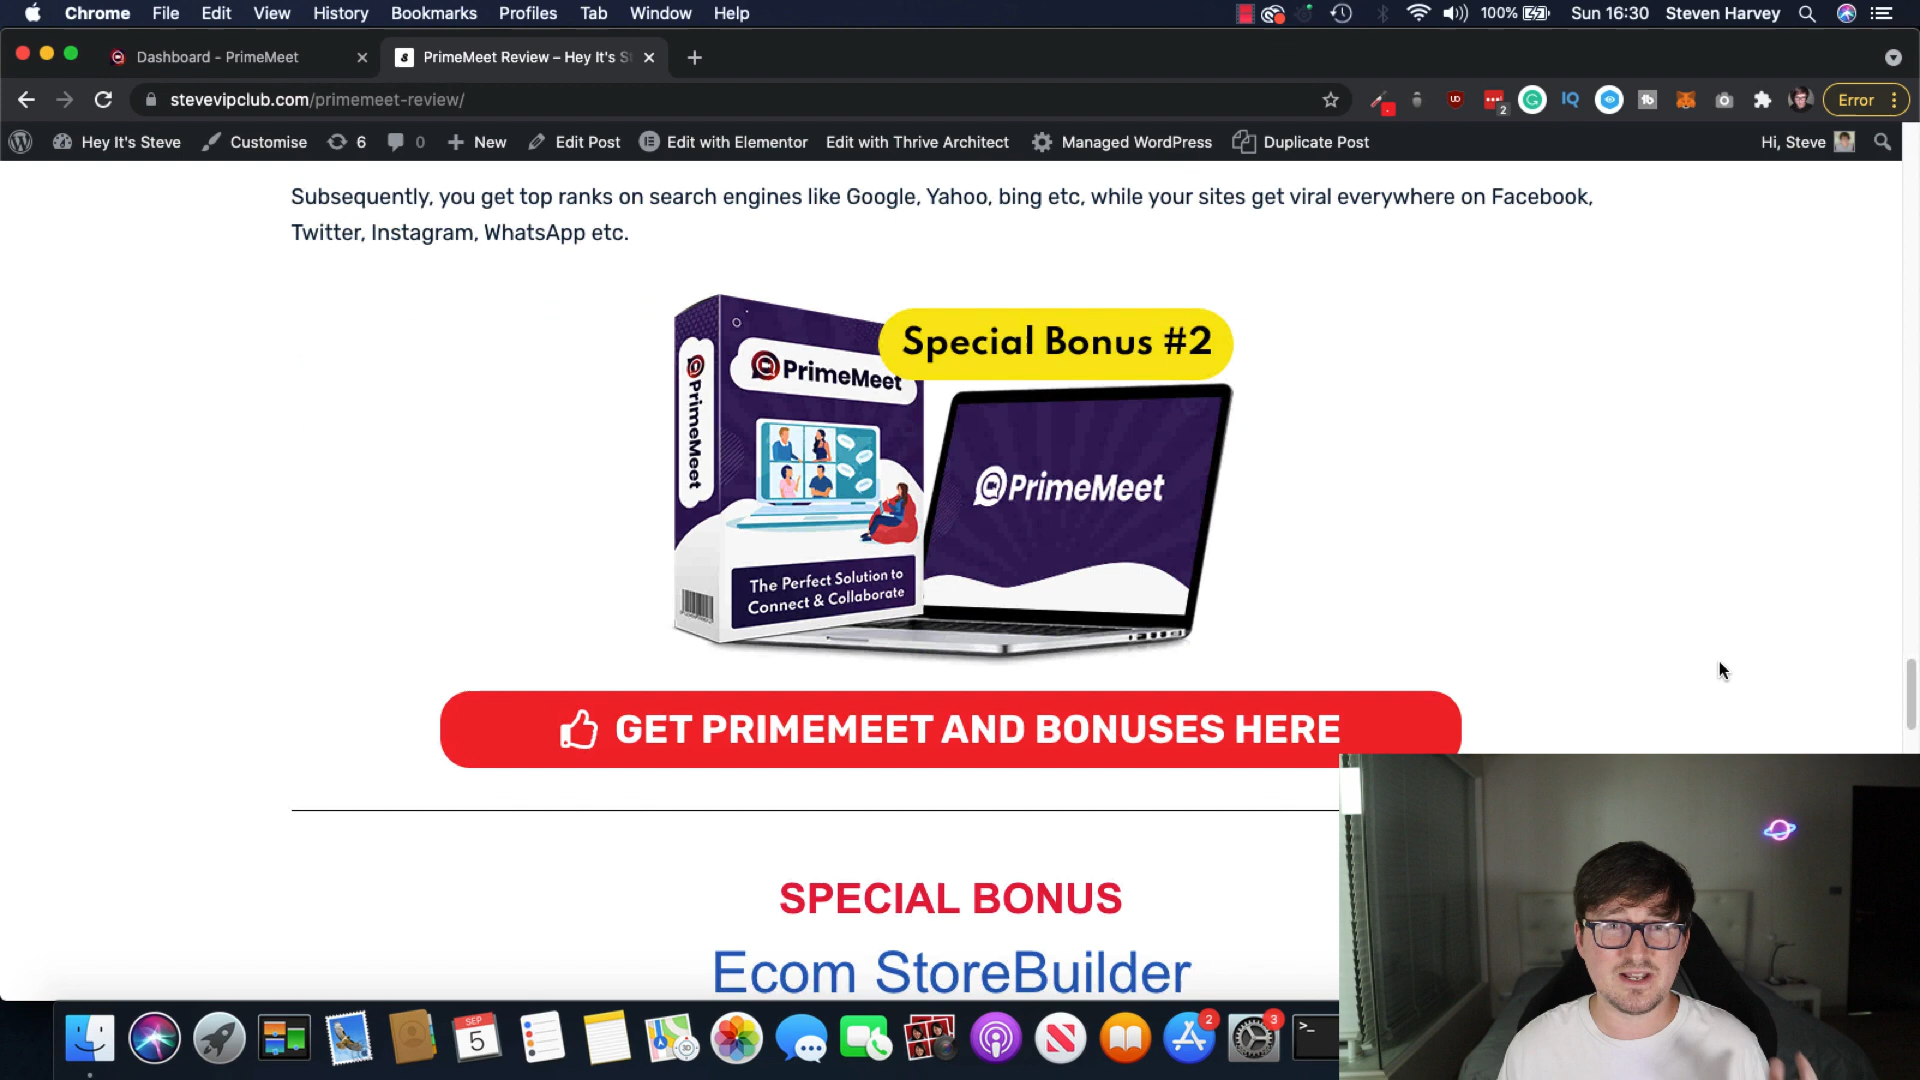 Chrome File Edit View History Bookmarks Profiles Tab Window Help 100% Sun 16:30 Steven Harvey
Dashboard - PrimeMeet PrimeMeet Review – Hey It's S
stevevipclub.com/primemeet-review/ Error
Hey It's Steve Customise 6 0 New Edit Post Edit with Elementor Edit with Thrive Architect Managed WordPress Duplicate Post Hi, Steve
Subsequently, you get top ranks on search engines like Google, Yahoo, bing etc, while your sites get viral everywhere on Facebook,
Twitter, Instagram, WhatsApp etc.
Special Bonus #2
PrimeMeet
PrimeMeet
PrimeMeet
The Perfect Solution to
Connect & Collaborate
GET PRIMEMEET AND BONUSES HERE
SPECIAL BONUS
Ecom StoreBuilder
SEP
5
2
3